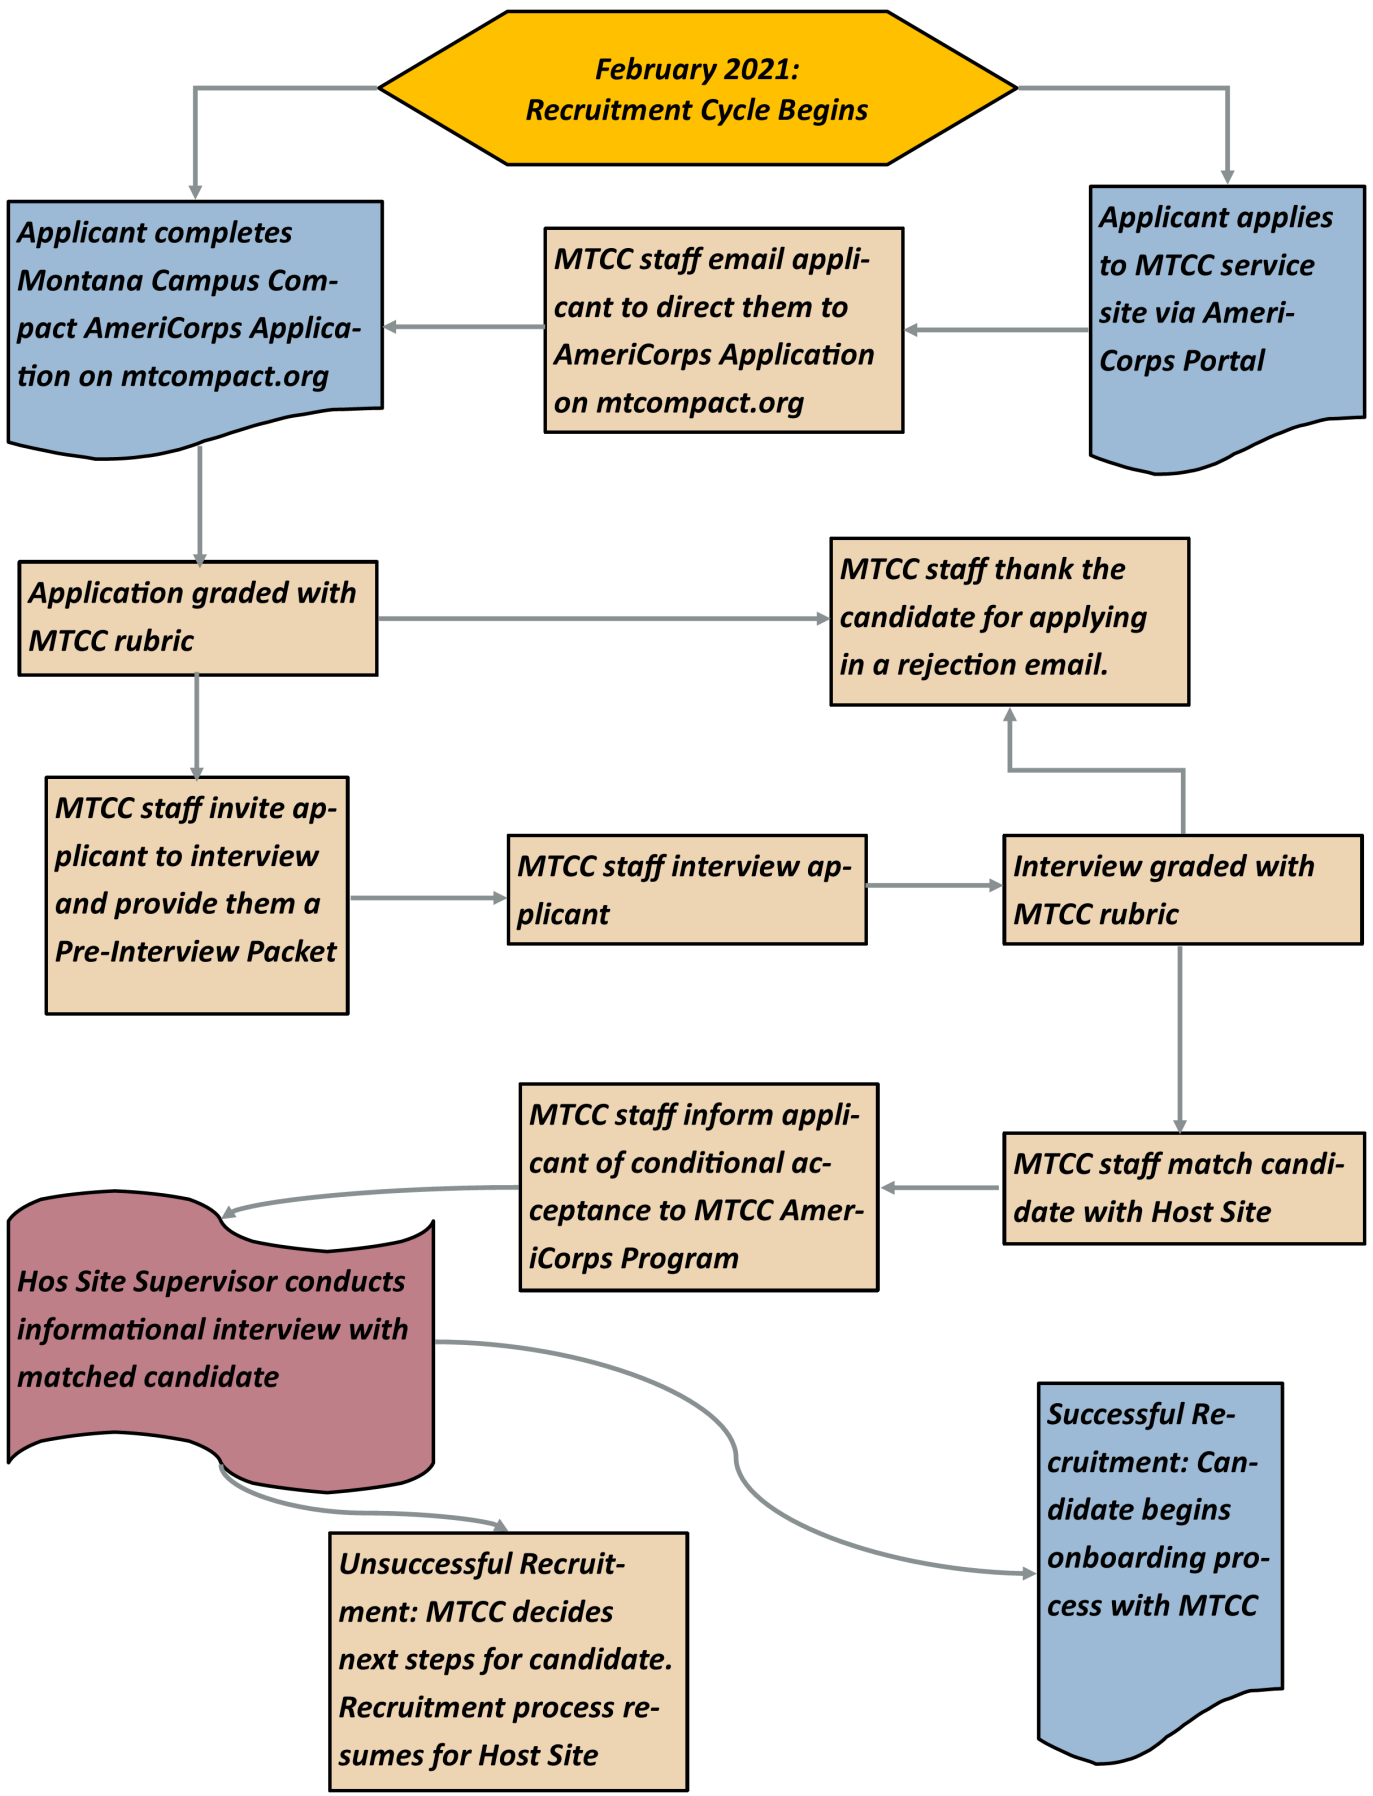 February 2021:
Recruitment Cycle Begins
Applicant completes
Montana Campus Com-
pact AmeriCorps Applica-
tion on mtcompact.org
MTCC staff email appli-
cant to direct them to
AmeriCorps Application
on mtcompact.org
Applicant applies
to MTCC service
site via Ameri-
Corps Portal
Application graded with
MTCC rubric
MTCC staff thank the
candidate for applying
in a rejection email.
MTCC staff invite ap-
plicant to interview
and provide them a
Pre-Interview Packet
MTCC staff interview ap-
plicant
Interview graded with
MTCC rubric
MTCC staff inform appli-
cant of conditional ac-
ceptance to MTCC Amer-
iCorps Program
MTCC staff match candi-
date with Host Site
Hos Site Supervisor conducts
informational interview with
matched candidate
Successful Re-
cruitment: Can-
didate begins
onboarding pro-
cess with MTCC
Unsuccessful Recruit-
ment: MTCC decides
next steps for candidate.
Recruitment process re-
sumes for Host Site